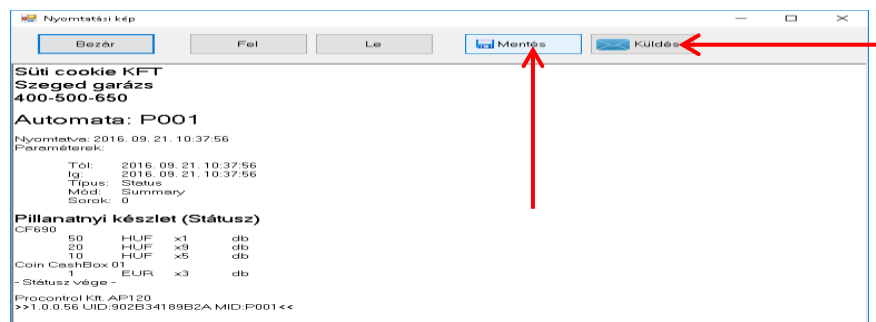 Nyomtatási kép
Bezár Fel Le Mentés Küldés
Süti cookie KFT
Szeged garázs
400-500-650
Automata: P001
Nyomtatva: 2016. 09. 21. 10:37:56
Paraméterek:
Tól: 2016. 09. 21. 10:37:56
Ig: 2016. 09. 21. 10:37:56
Típus: Status
Mód: Summary
Sorok: 0
Pillanatnyi készlet (Státusz)
CF690
50 HUF x1 db
20 HUF x9 db
10 HUF x5 db
Coin CashBox 01
1 EUR x3 db
- Státusz vége -
Procontrol Kft. AP120
>>1.0.0.56 UID:902B34189B2A MID:P001<<